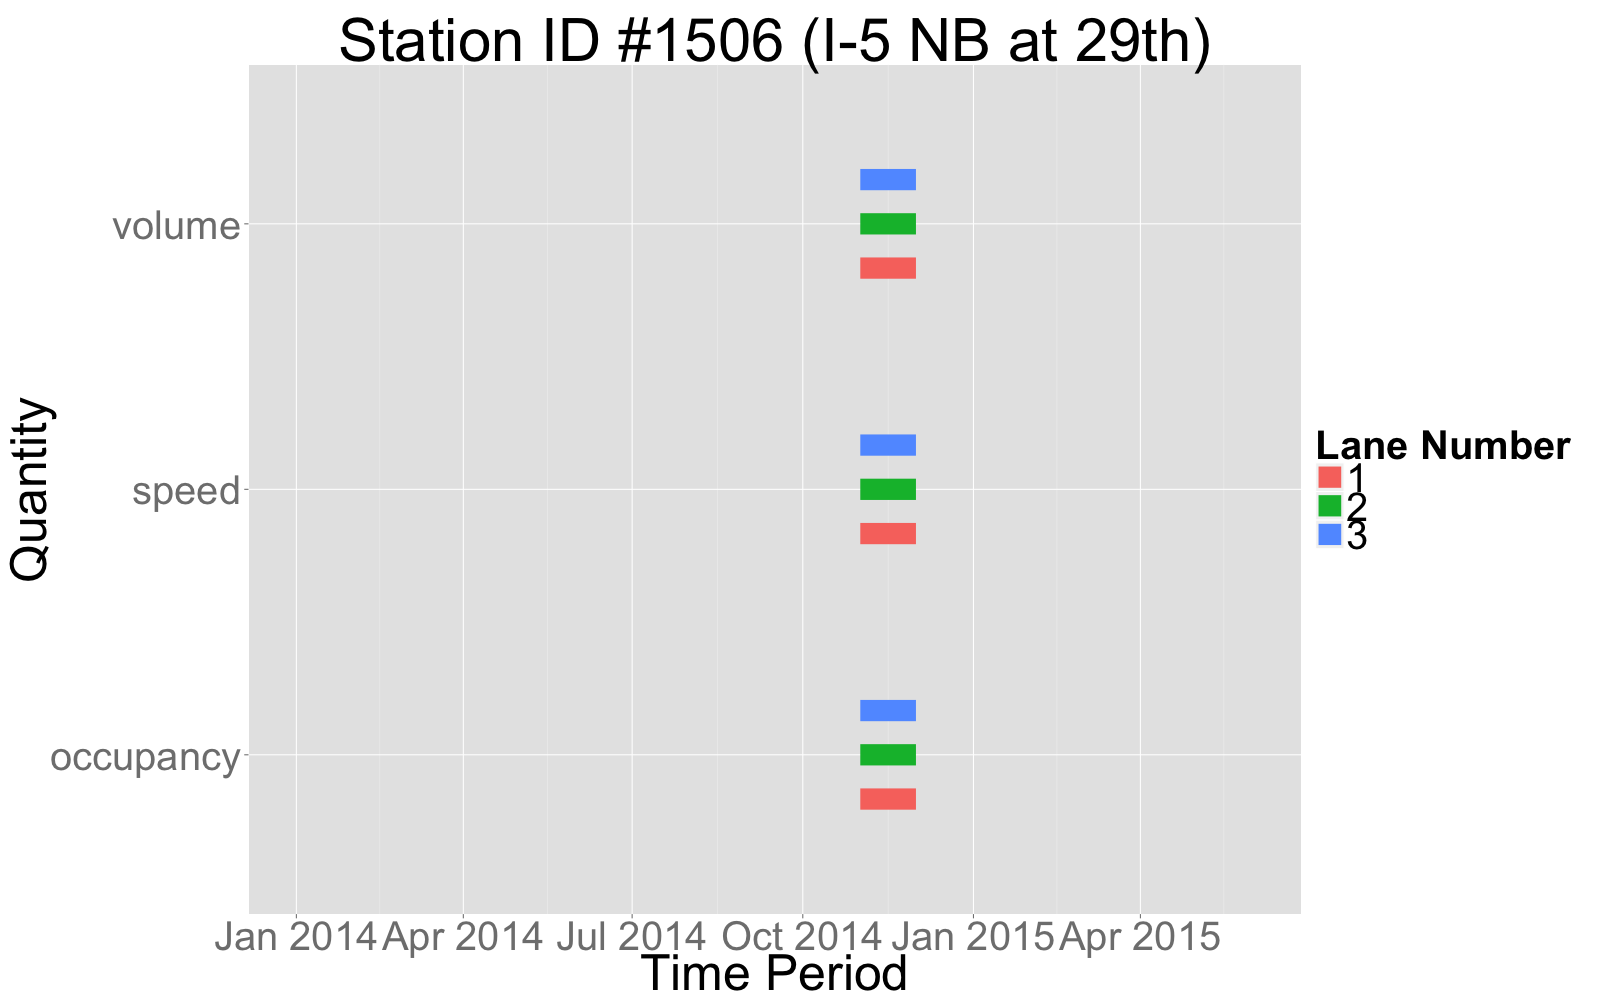 Station ID #1506 (I-5 NB at 29th)
Quantity
volume
speed
occupancy
Jan 2014 Apr 2014 Jul 2014 Oct 2014 Jan 2015 Apr 2015
Time Period
Lane Number
1
2
3